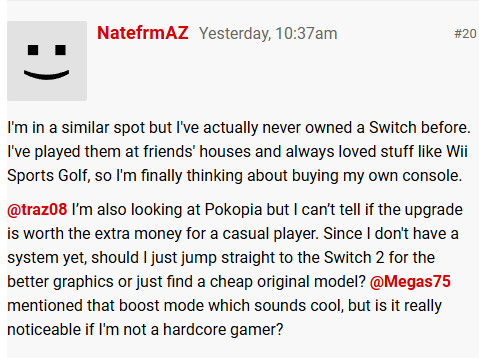 NatefrmAZ Yesterday, 10:37am #20
I'm in a similar spot but I've actually never owned a Switch before.
I've played them at friends' houses and always loved stuff like Wii
Sports Golf, so I'm finally thinking about buying my own console.
@traz08 I’m also looking at Pokopia but I can’t tell if the upgrade
is worth the extra money for a casual player. Since I don't have a
system yet, should I just jump straight to the Switch 2 for the
better graphics or just find a cheap original model? @Megas75
mentioned that boost mode which sounds cool, but is it really
noticeable if I'm not a hardcore gamer?